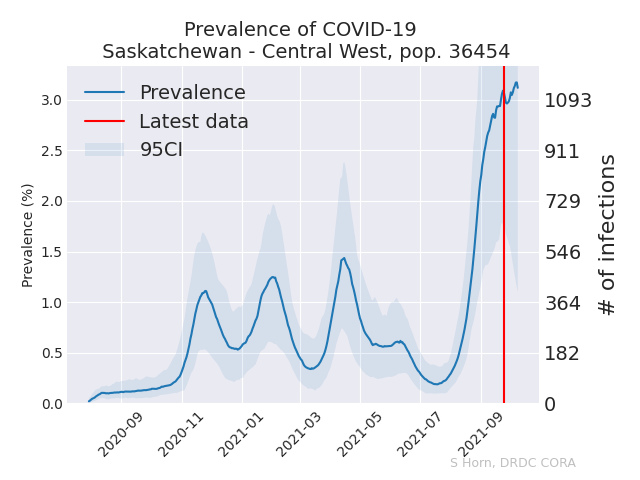 Prevalence of COVID-19
Saskatchewan - Central West, pop. 36454
Prevalence
Latest data
95CI
Prevalence (%)
3.0
2.5
2.0
1.5
1.0
0.5
0.0
1093
911
729
546
364
182
0
# of infections
2020-09
2020-11
2021-01
2021-03
2021-05
2021-07
2021-09
S Horn, DRDC CORA